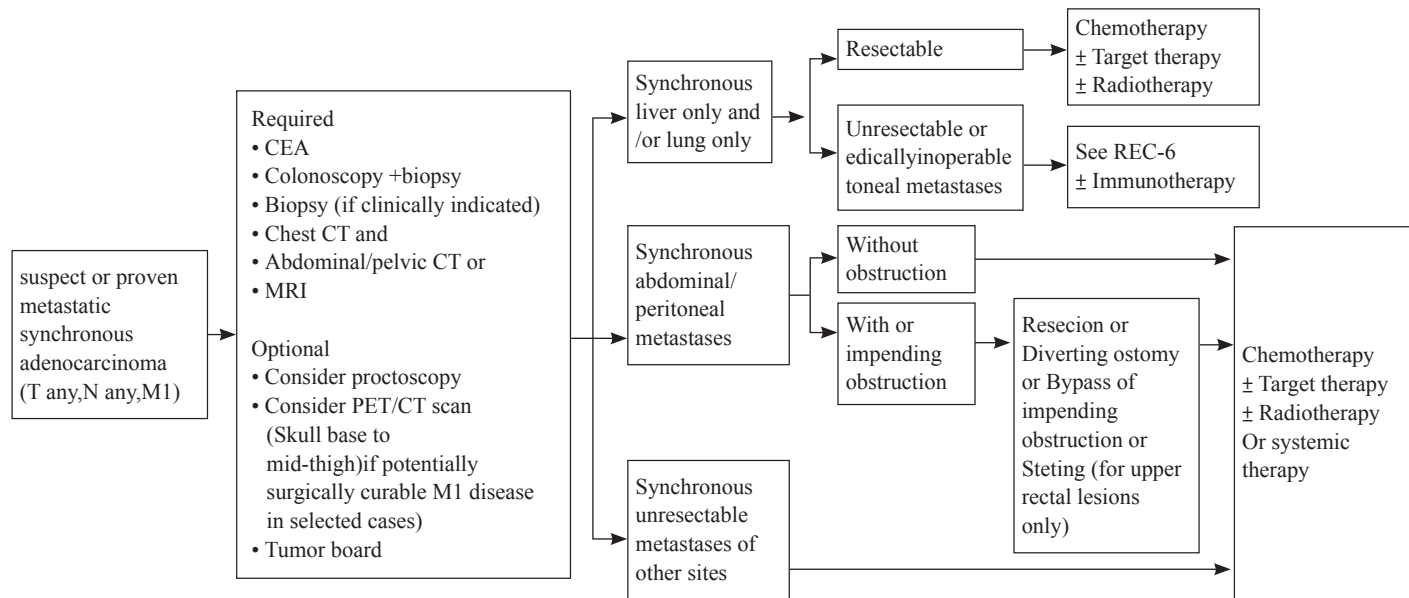 suspect or proven
metastatic
synchronous
adenocarcinoma
(T any,N any,M1)
Required
• CEA
• Colonoscopy +biopsy
• Biopsy (if clinically indicated)
• Chest CT and
• Abdominal/pelvic CT or
• MRI
Optional
• Consider proctoscopy
• Consider PET/CT scan
(Skull base to
mid-thigh)if potentially
surgically curable M1 disease
in selected cases)
• Tumor board
Synchronous
liver only and
/or lung only
Resectable
Chemotherapy
± Target therapy
± Radiotherapy
Unresectable or
edicallyinoperable
toneal metastases
See REC-6
± Immunotherapy
Synchronous
abdominal/
peritoneal
metastases
Without
obstruction
With or
impending
obstruction
Resecion or
Diverting ostomy
or Bypass of
impending
obstruction or
Steting (for upper
rectal lesions
only)
Synchronous
unresectable
metastases of
other sites
Chemotherapy
± Target therapy
± Radiotherapy
Or systemic
therapy